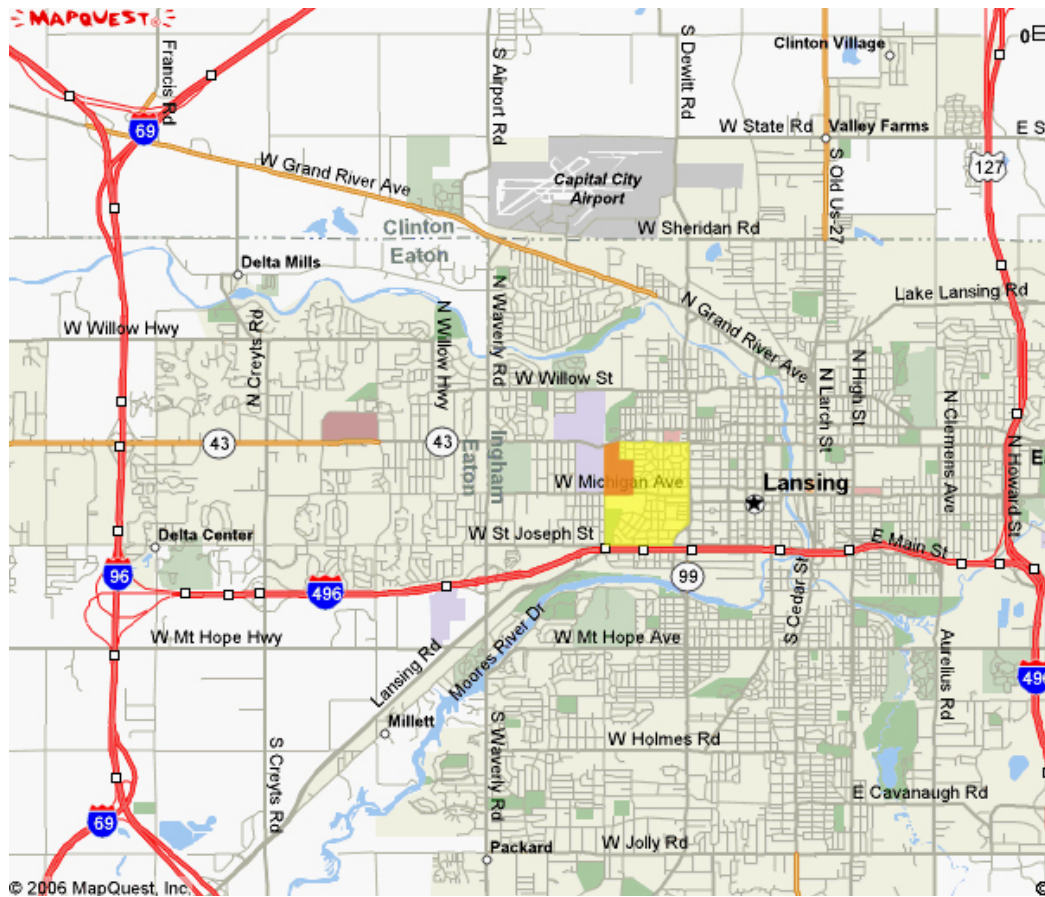 MAPQUEST
Francis Rd
S Airport Rd
S Dewitt Rd
Clinton Village
0
69
W State Rd
Valley Farms
E S
W Grand River Ave
Capital City
Airport
S Old Us-27
127
Clinton
Eaton
W Sheridan Rd
Delta Mills
N Waverly Rd
N Grand River Ave
Lake Lansing Rd
W Willow Hwy
N Creyts Rd
N Willow Hwy
W Willow St
N Larch St
N High St
N Clemens Ave
43
43
Eaton
Ingham
N Howard St
E
W Michigan Ave
Lansing
Delta Center
W St Joseph St
E Main St
96
496
99
S Cedar St
W Mt Hope Hwy
Lansing Rd
Moores River Dr
W Mt Hope Ave
Aurelius Rd
496
Millett
S Creyts Rd
S Waverly Rd
W Holmes Rd
E Cavanaugh Rd
69
W Jolly Rd
Packard
© 2006 MapQuest, Inc.
©